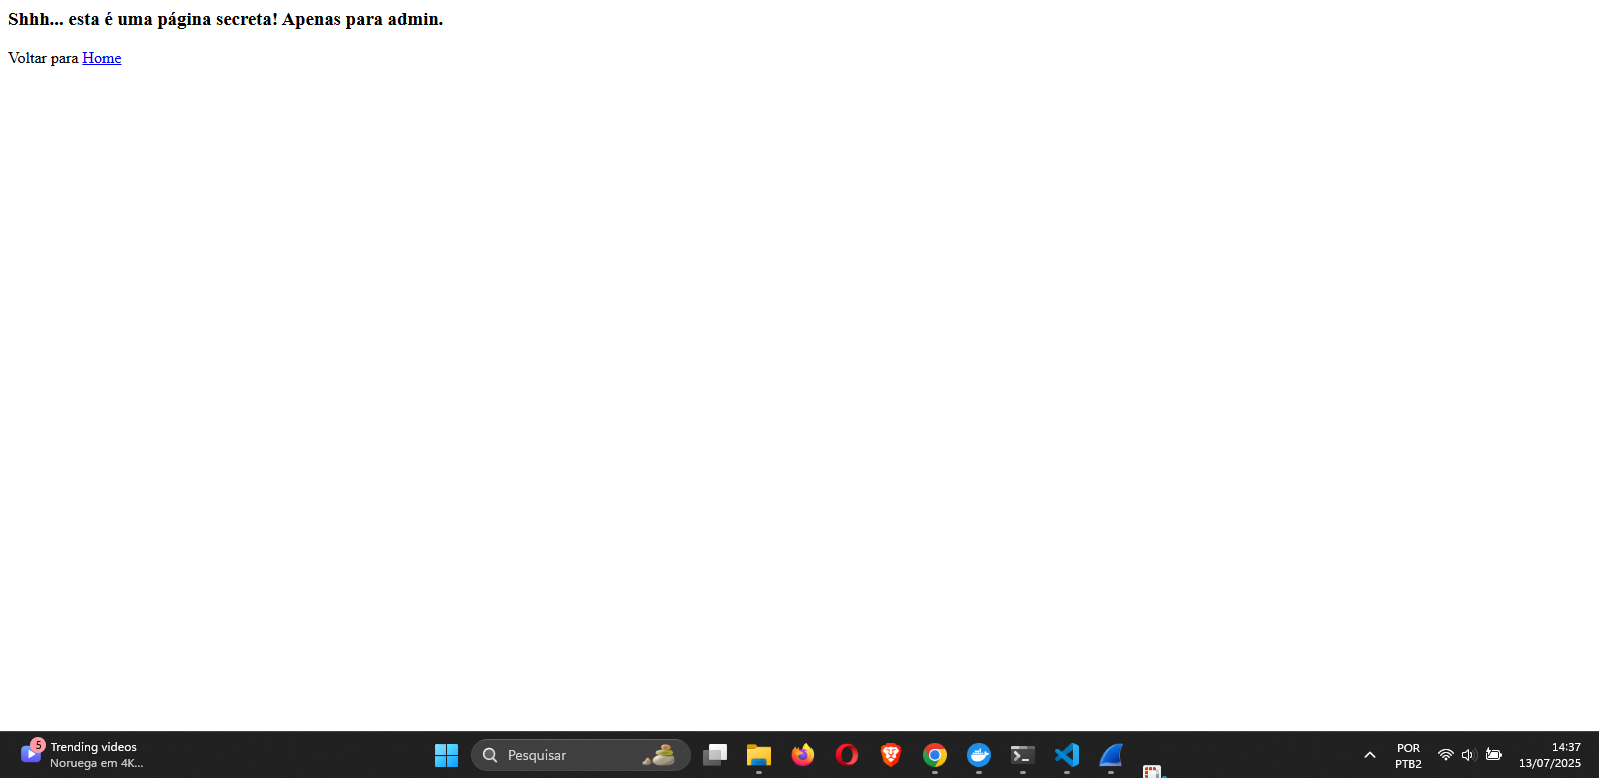 Shhh... esta é uma página secreta! Apenas para admin.
Voltar para Home
5
Trending videos
Noruega em 4K...
Pesquisar
POR
PTB2
14:37
13/07/2025